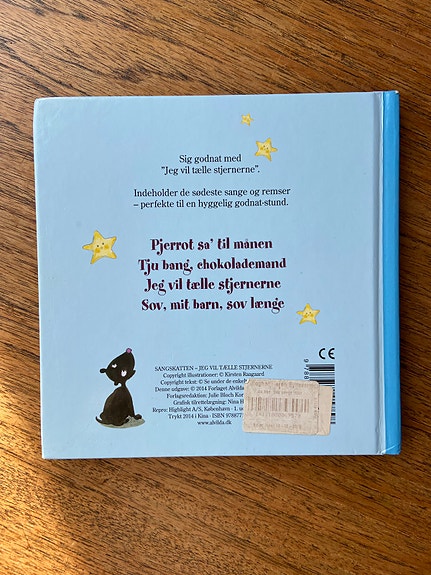 Sig godnat med
"Jeg vil tælle stjernerne".
Indeholder de sødeste sange og remser
– perfekte til en hyggelig godnat-stund.
Pjerrot sa' til månen
Tju bang, chokolademand
Jeg vil tælle stjernerne
Sov, mit barn, sov længe
SANGSKATTEN – JEG VIL TÆLLE STJERNERNE
Copyright illustrationer: © Kirsten Raagaard
Copyright tekst: © Se under de enkelt
Denne udgave: © 2014 Forlaget Alvilda
Forlagsredaktion: Julie Bloch
Grafisk tilrettelægning: Nina
Repro: Highlight A/S, København · 1.
Trykt 2014 i Kina · ISBN
www.alvilda.dk
CE